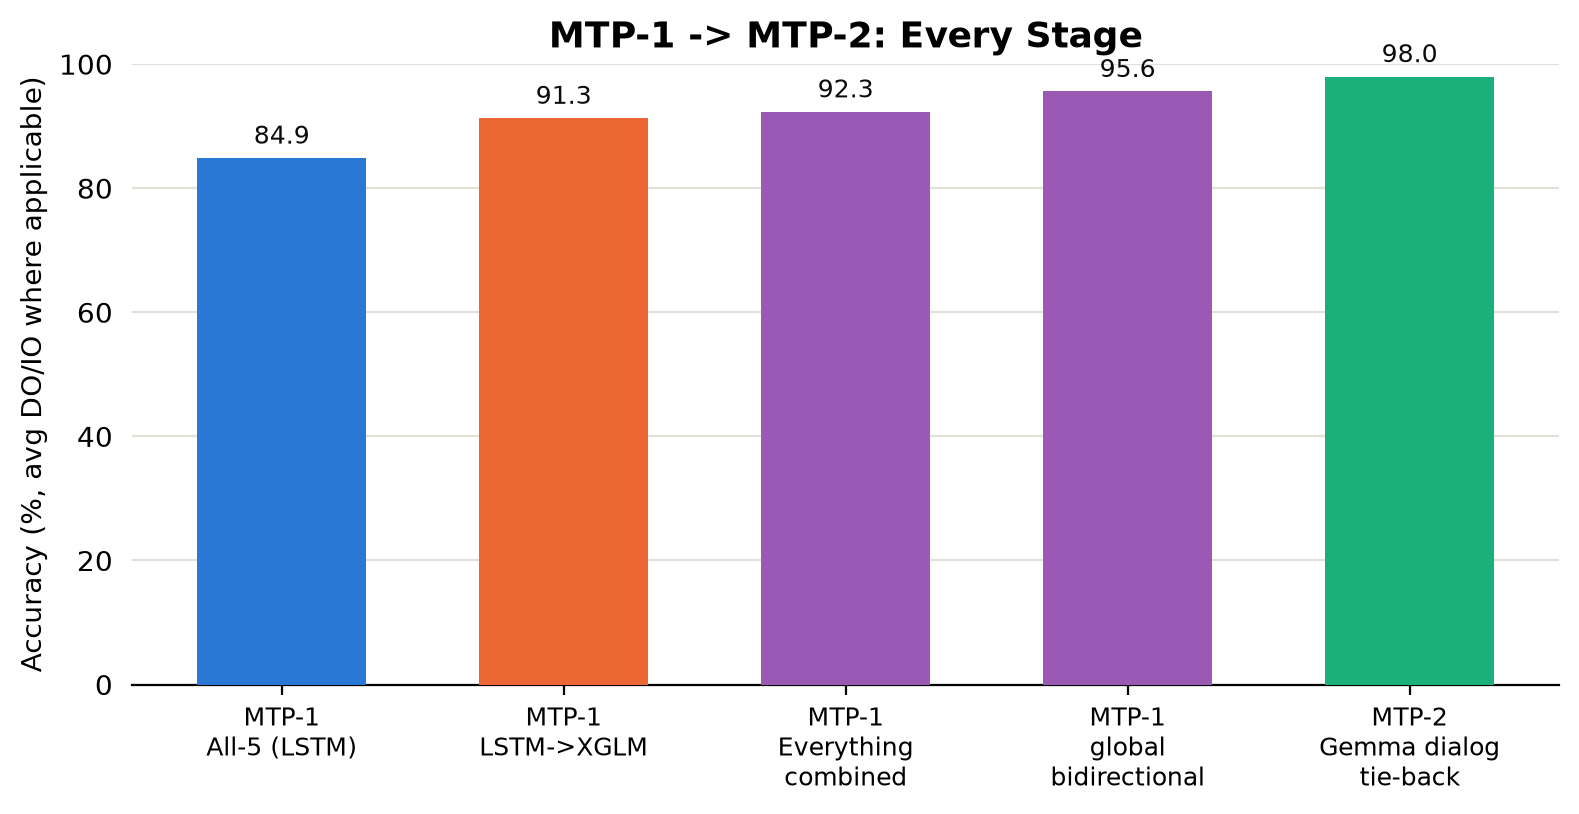 MTP-1 -> MTP-2: Every Stage
Accuracy (%, avg DO/IO where applicable)
100
80
60
40
20
0
84.9
91.3
92.3
95.6
98.0
MTP-1
All-5 (LSTM)
MTP-1
LSTM->XGLM
MTP-1
Everything
combined
MTP-1
global
bidirectional
MTP-2
Gemma dialog
tie-back